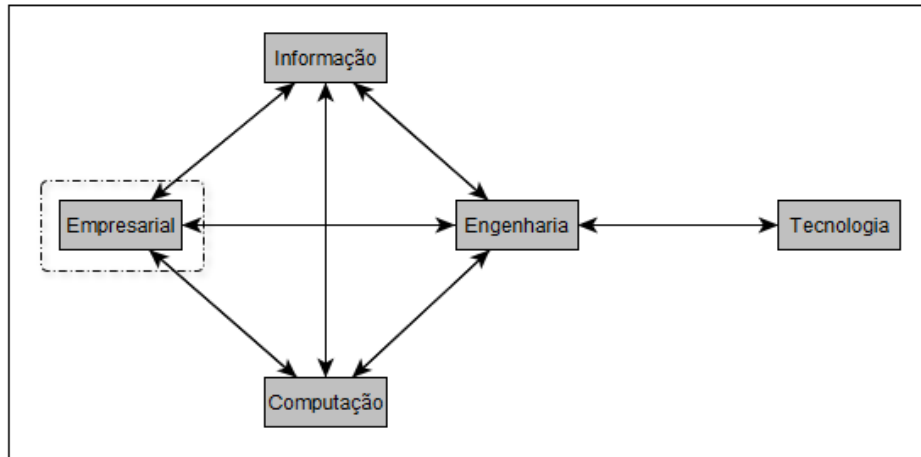 Informação
Empresarial
Engenharia
Tecnologia
Computação